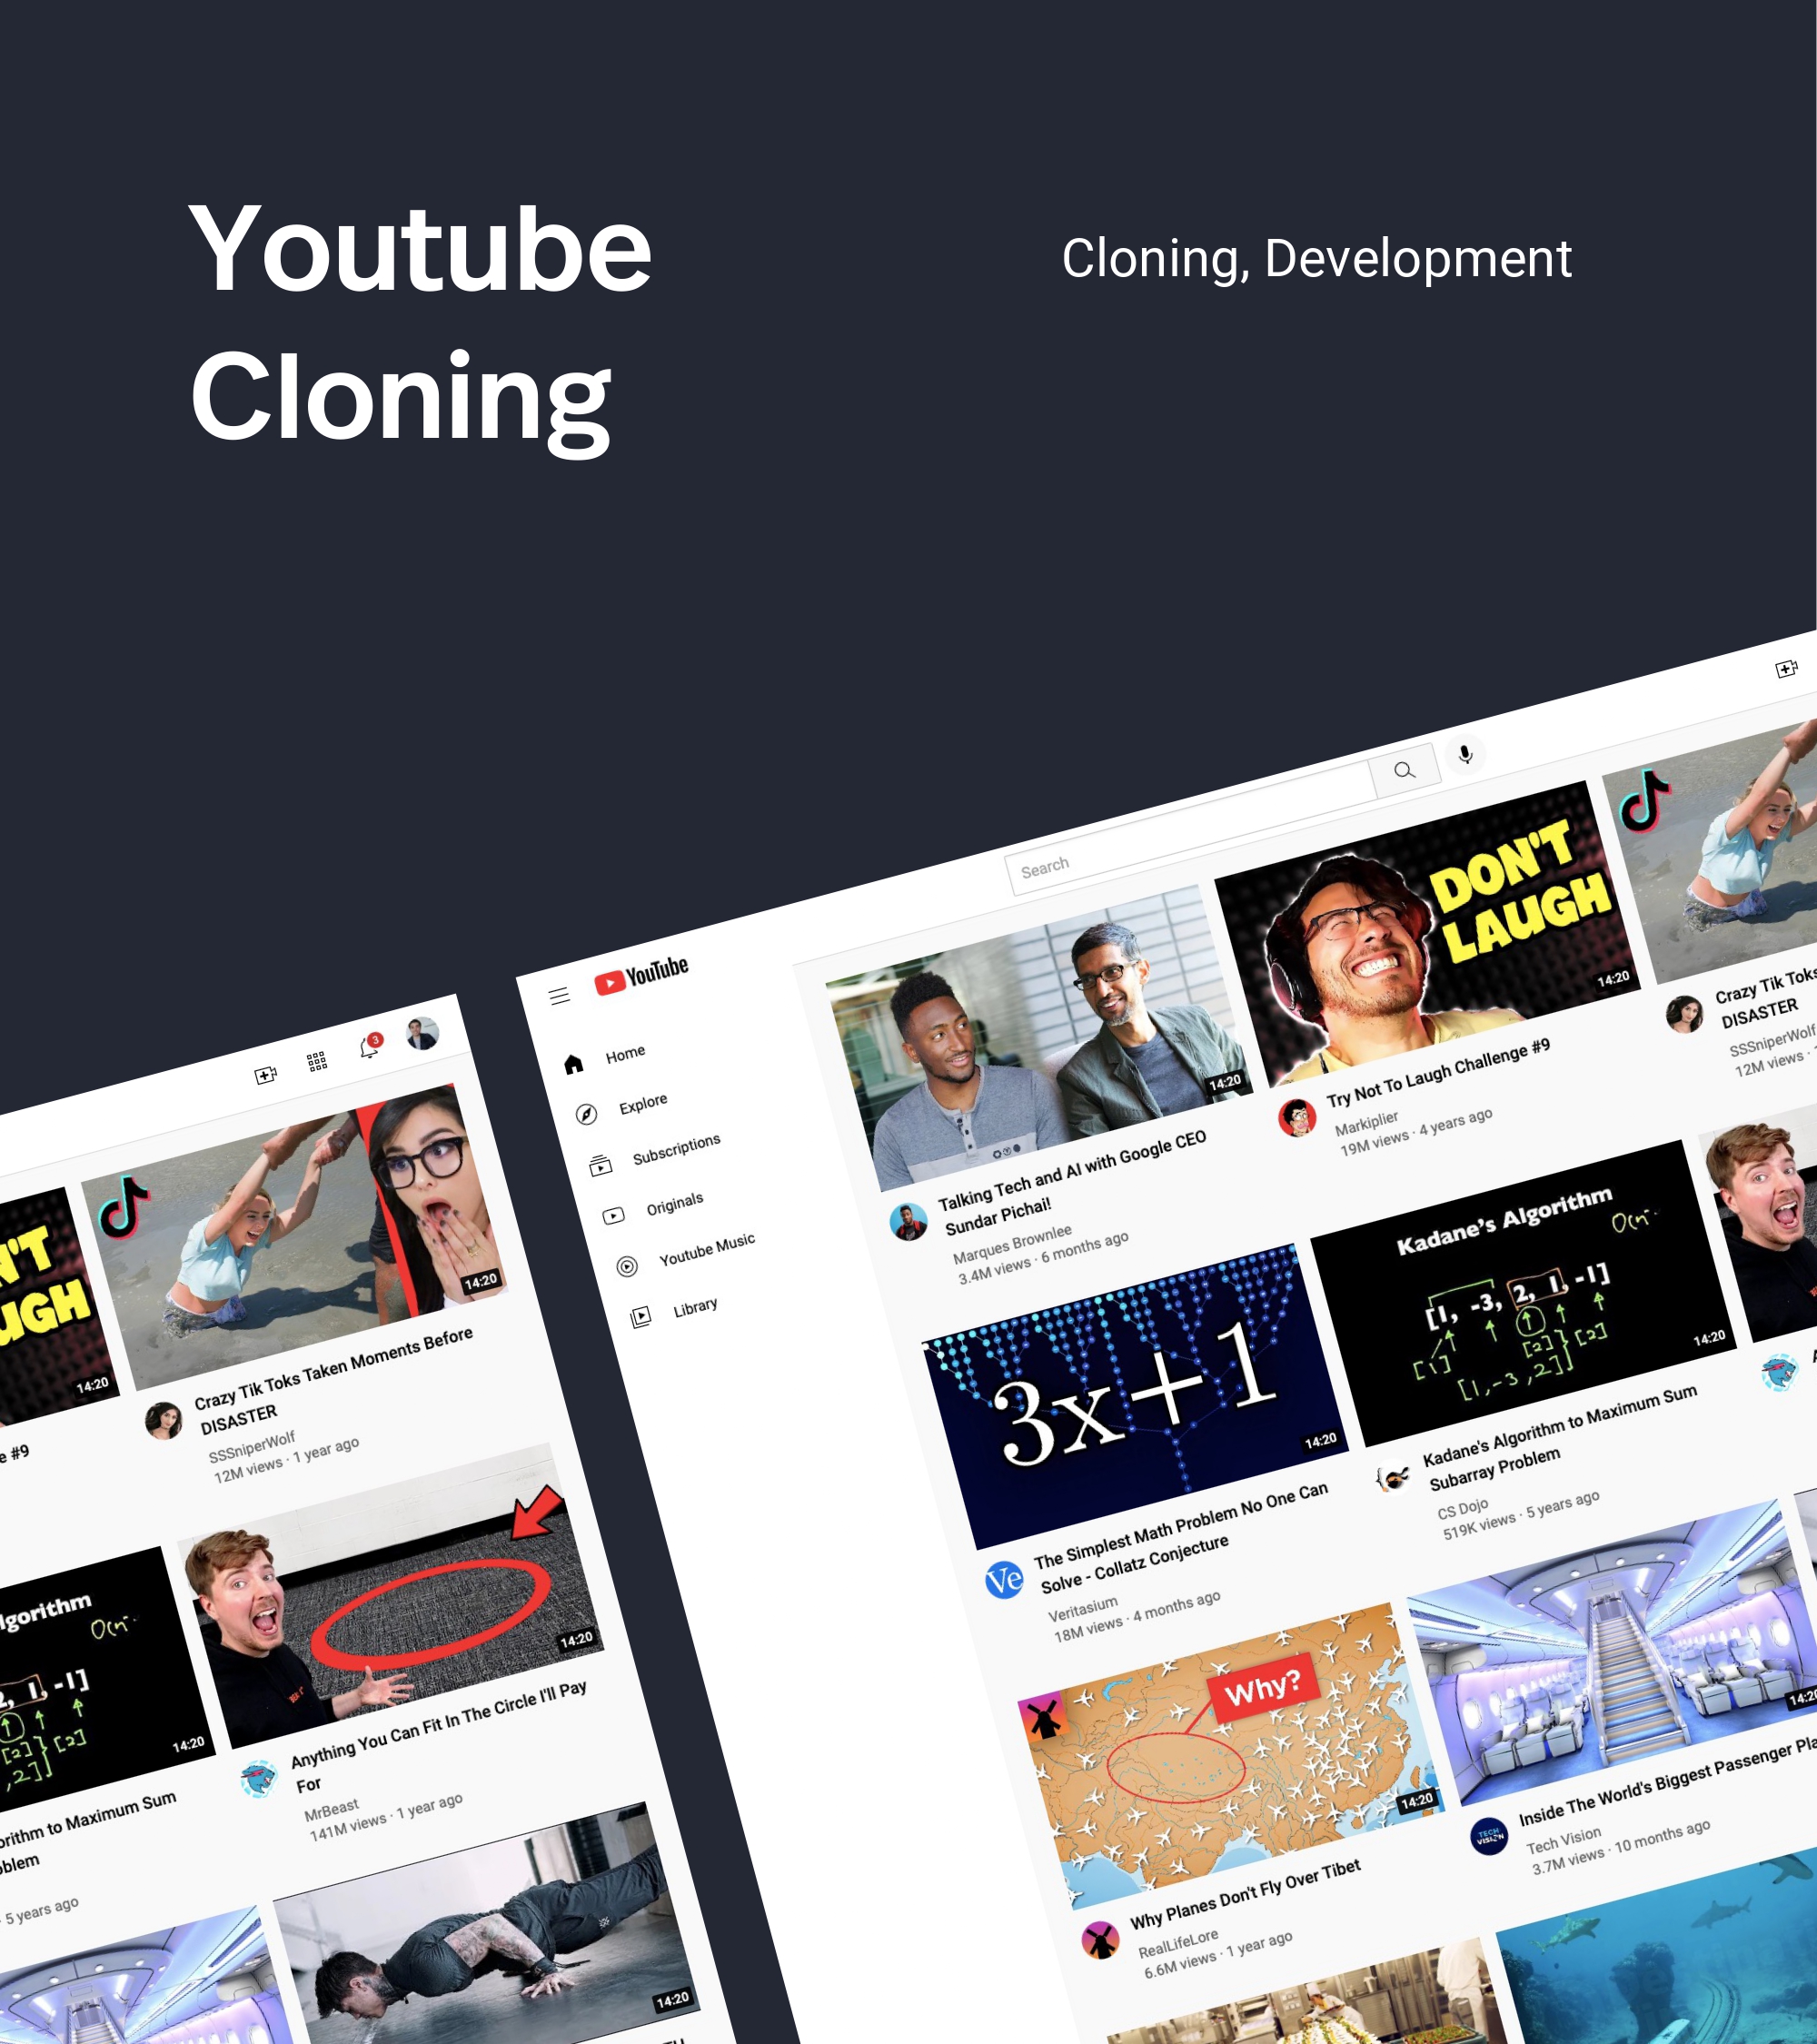 Youtube
Cloning
Cloning, Development
3
14:20
Crazy Tik Toks Taken Moments Before
DISASTER
SSSniperWolf
12M views · 1 year ago
14:20
#9
14:20
Anything You Can Fit In The Circle I'll Pay
For
MrBeast
141M views · 1 year ago
O(n
, -1]
[2]
[2]
14:20
to Maximum Sum
5 years ago
14:20
YouTube
Search
Home
Explore
Subscriptions
Originals
Youtube Music
Library
14:20
Talking Tech and AI with Google CEO
Sundar Pichai!
Marques Brownlee
3.4M views · 6 months ago
DON'T
LAUGH
14:20
Try Not To Laugh Challenge #9
Markiplier
19M views · 4 years ago
Crazy Tik Toks
DISASTER
SSSniperWolf
12M views ·
3x+1
14:20
Ve
The Simplest Math Problem No One Can
Solve - Collatz Conjecture
Veritasium
18M views · 4 months ago
Kadane's Algorithm
O(n
[1, -3, 2, 1, -1]
[1] [2] [2]
[1, -3, 2]
14:20
Kadane's Algorithm to Maximum Sum
Subarray Problem
CS Dojo
519K views · 5 years ago
Why?
14:20
Why Planes Don't Fly Over Tibet
RealLifeLore
6.6M views · 1 year ago
14:20
TECH
VISION
Inside The World's Biggest Passenger
Tech Vision
3.7M views · 10 months ago